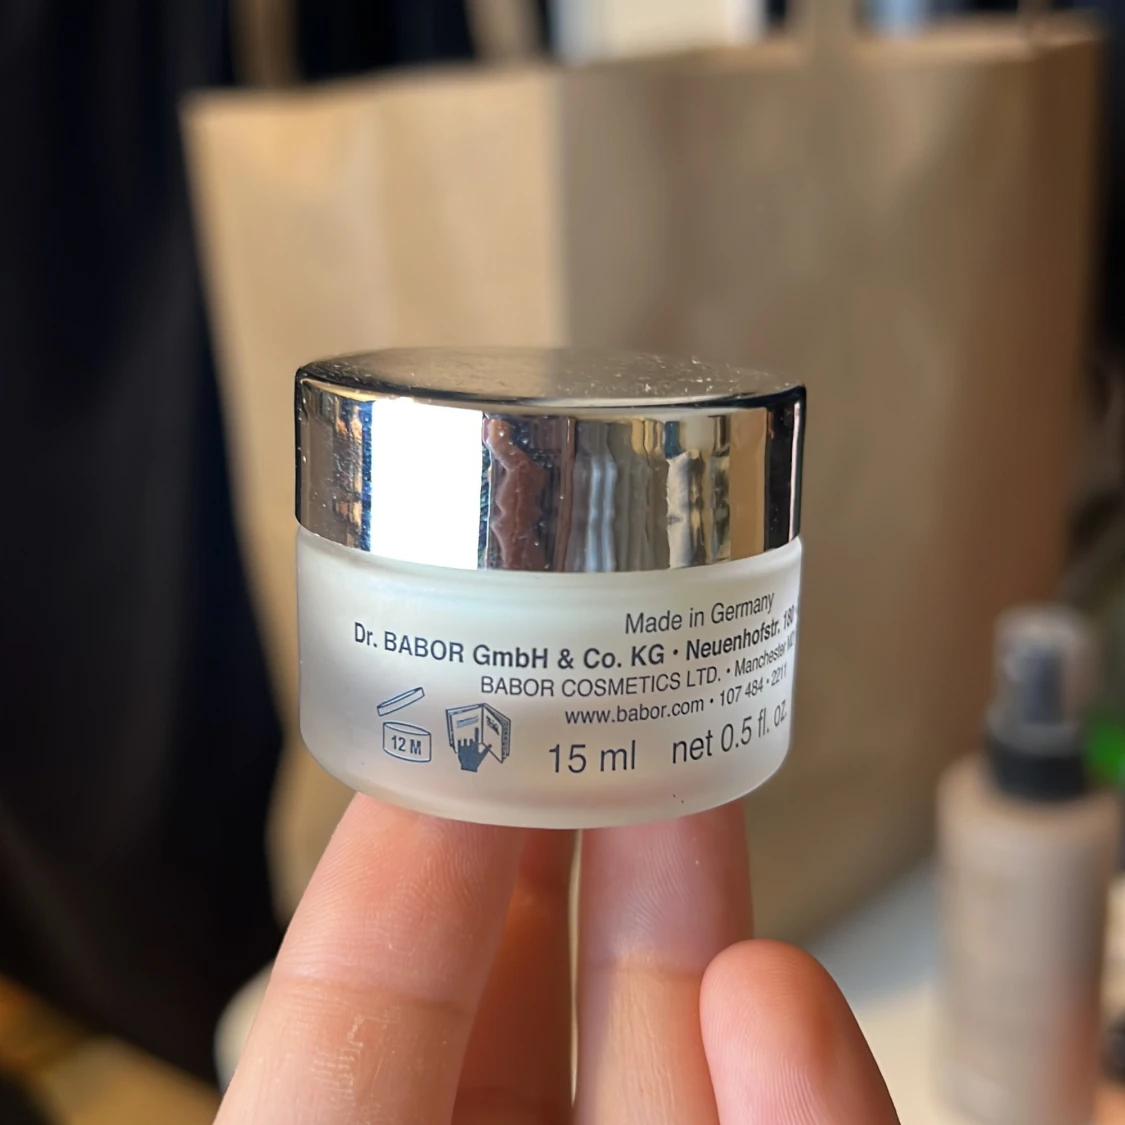 Made in Germany
Dr. BABOR GmbH & Co. KG · Neuenhofstr. 180
BABOR COSMETICS LTD. · Manchester
www.babor.com · 107 484 · 2211
12 M
15 ml net 0.5 fl. oz.